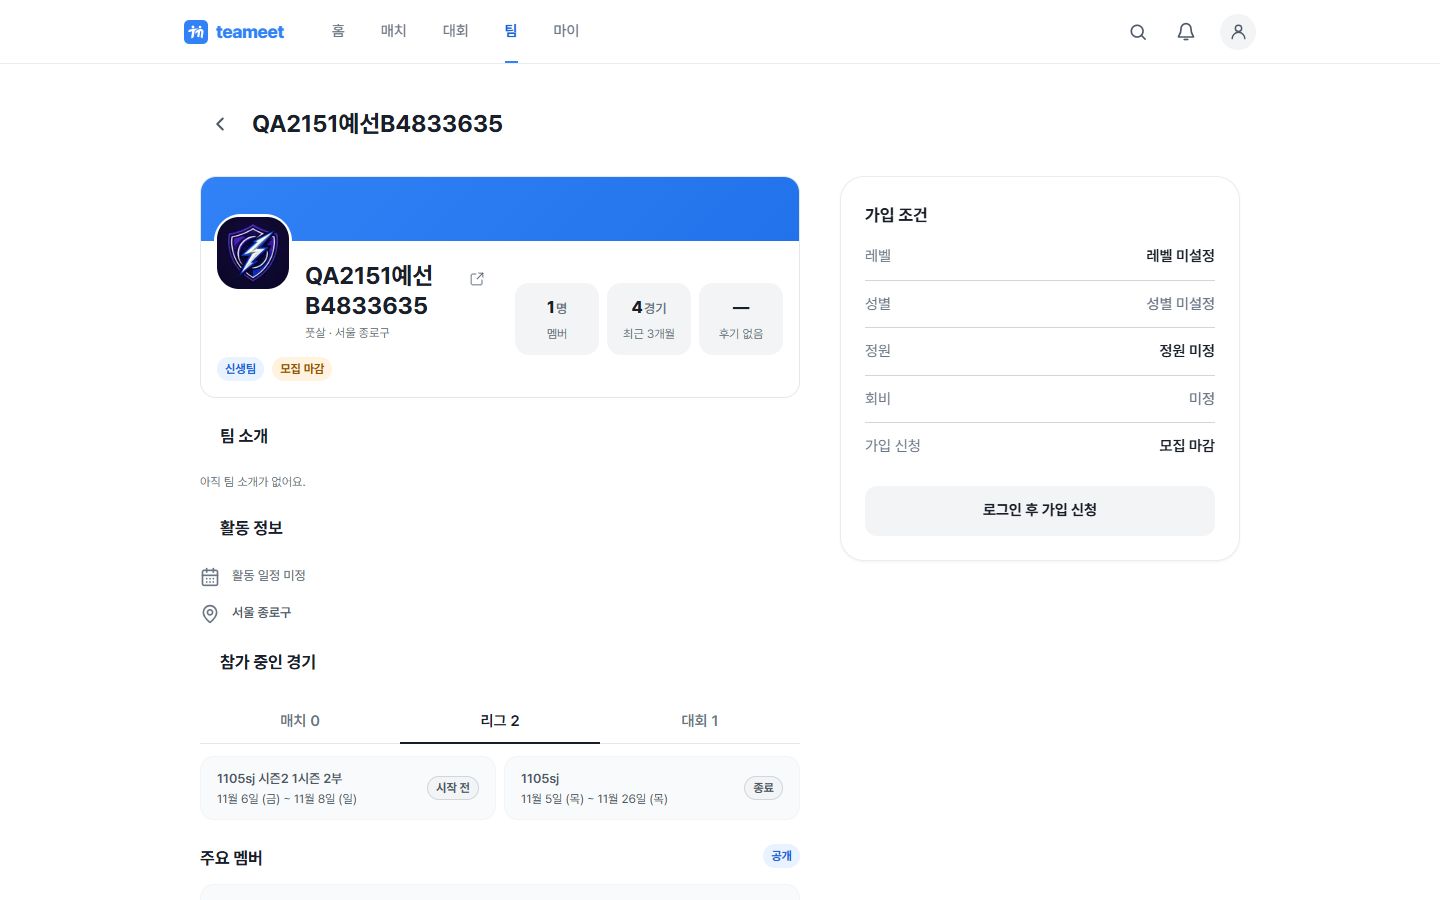 teameet
홈
매치
대회
팀
마이
QA2151예선B4833635
QA2151예선
B4833635
풋살 · 서울 종로구
1명
멤버
4경기
최근 3개월
—
후기 없음
신생팀
모집 마감
팀 소개
아직 팀 소개가 없어요.
활동 정보
활동 일정 미정
서울 종로구
참가 중인 경기
매치 0
리그 2
대회 1
1105sj 시즌2 1시즌 2부
11월 6일 (금) ~ 11월 8일 (일)
시작 전
1105sj
11월 5일 (목) ~ 11월 26일 (목)
종료
주요 멤버
공개
가입 조건
레벨
레벨 미설정
성별
성별 미설정
정원
정원 미정
회비
미정
가입 신청
모집 마감
로그인 후 가입 신청